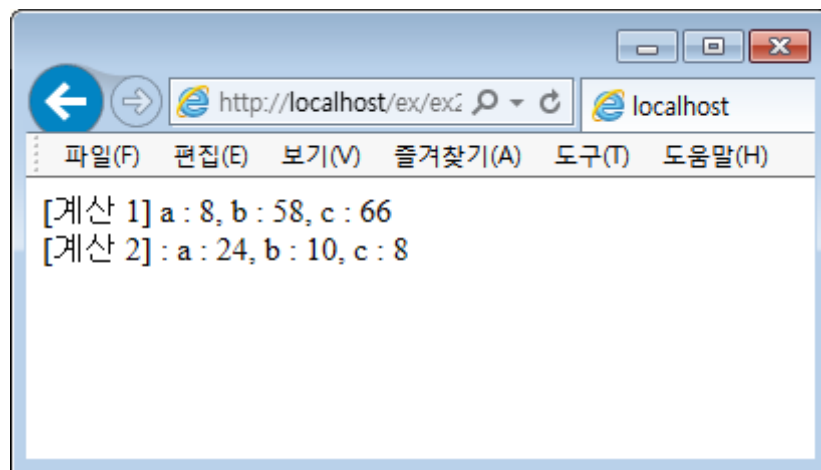 http://localhost/ex/ex2
localhost
파일(F) 편집(E) 보기(V) 즐겨찾기(A) 도구(T) 도움말(H)
[계산 1] a : 8, b : 58, c : 66
[계산 2] : a : 24, b : 10, c : 8